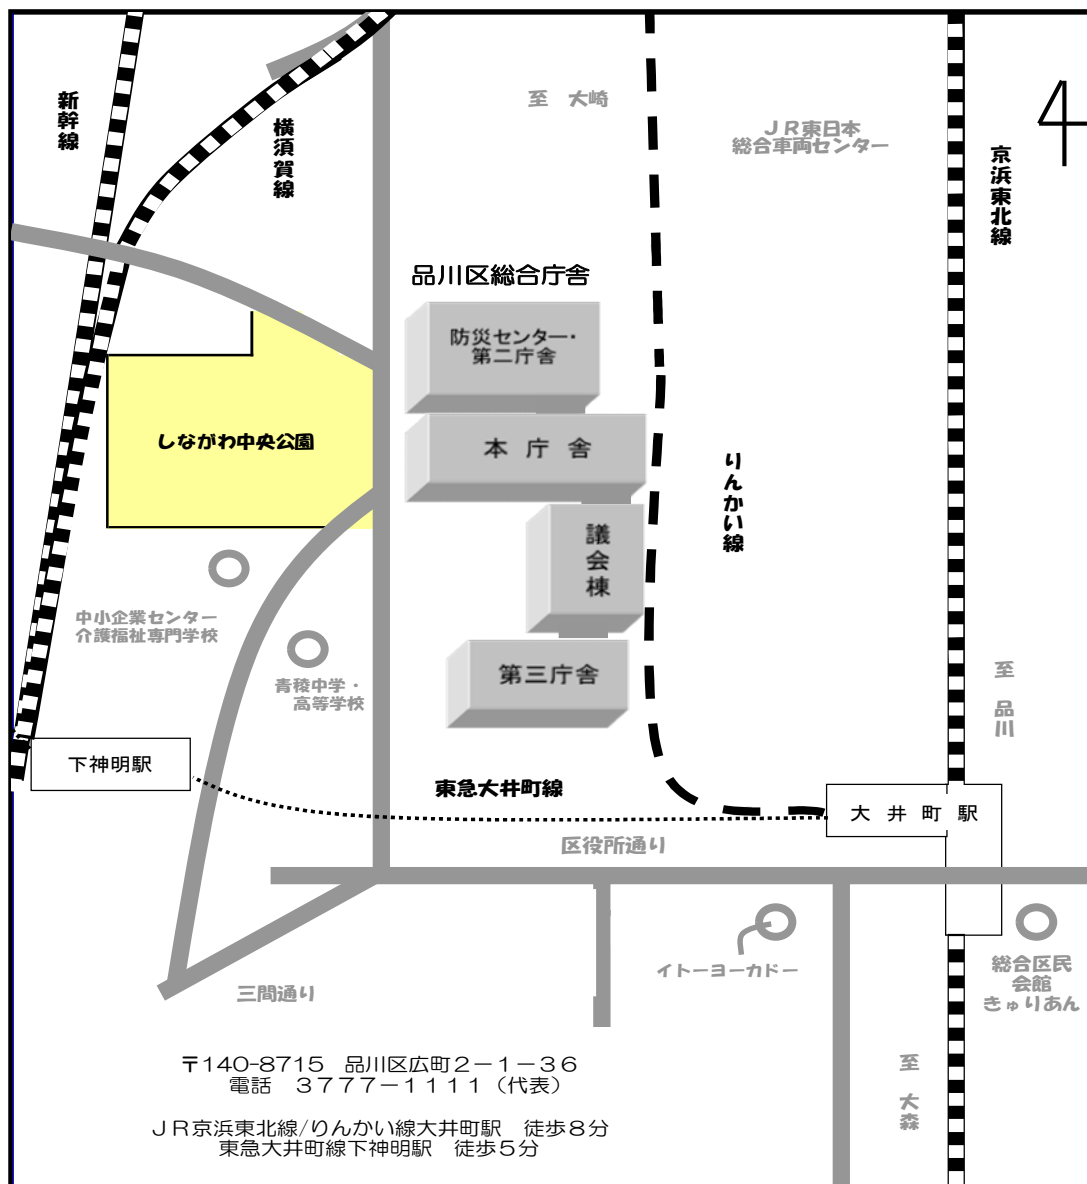 新幹線
横須賀線
至　大崎
ＪＲ東日本
総合車両センター
京浜東北線
品川区総合庁舎
防災センター・
第二庁舎
本 庁 舎
しながわ中央公園
りんかい線
議会棟
中小企業センター
介護福祉専門学校
青稜中学・
高等学校
第三庁舎
至　品川
下神明駅
東急大井町線
大 井 町 駅
区役所通り
イトーヨーカドー
総合区民
会館
きゅりあん
三間通り
至　大森
〒140-8715　品川区広町２－１－３６
電話　３７７７－１１１１（代表）
ＪＲ京浜東北線/りんかい線大井町駅　徒歩８分
東急大井町線下神明駅　徒歩５分